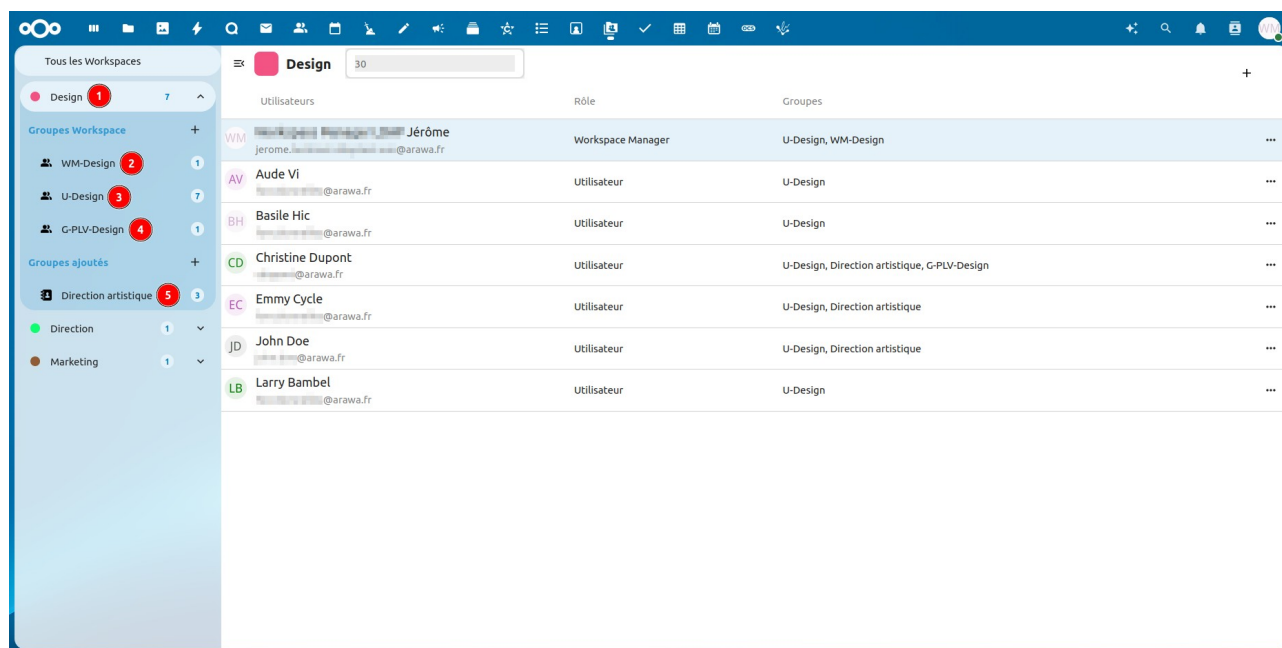 WM
Tous les Workspaces
Design 1 7
Groupes Workspace +
WM-Design 2 1
U-Design 3 7
G-PLV-Design 4 1
Groupes ajoutés +
Direction artistique 5 3
Direction 1
Marketing 1
Design 30
+
Utilisateurs Rôle Groupes
WM Jérôme Workspace Manager U-Design, WM-Design ...
jerome. @arawa.fr
AV Aude Vi Utilisateur U-Design ...
@arawa.fr
BH Basile Hic Utilisateur U-Design ...
@arawa.fr
CD Christine Dupont Utilisateur U-Design, Direction artistique, G-PLV-Design ...
@arawa.fr
EC Emmy Cycle Utilisateur U-Design, Direction artistique ...
@arawa.fr
JD John Doe Utilisateur U-Design, Direction artistique ...
@arawa.fr
LB Larry Bambel Utilisateur U-Design ...
@arawa.fr